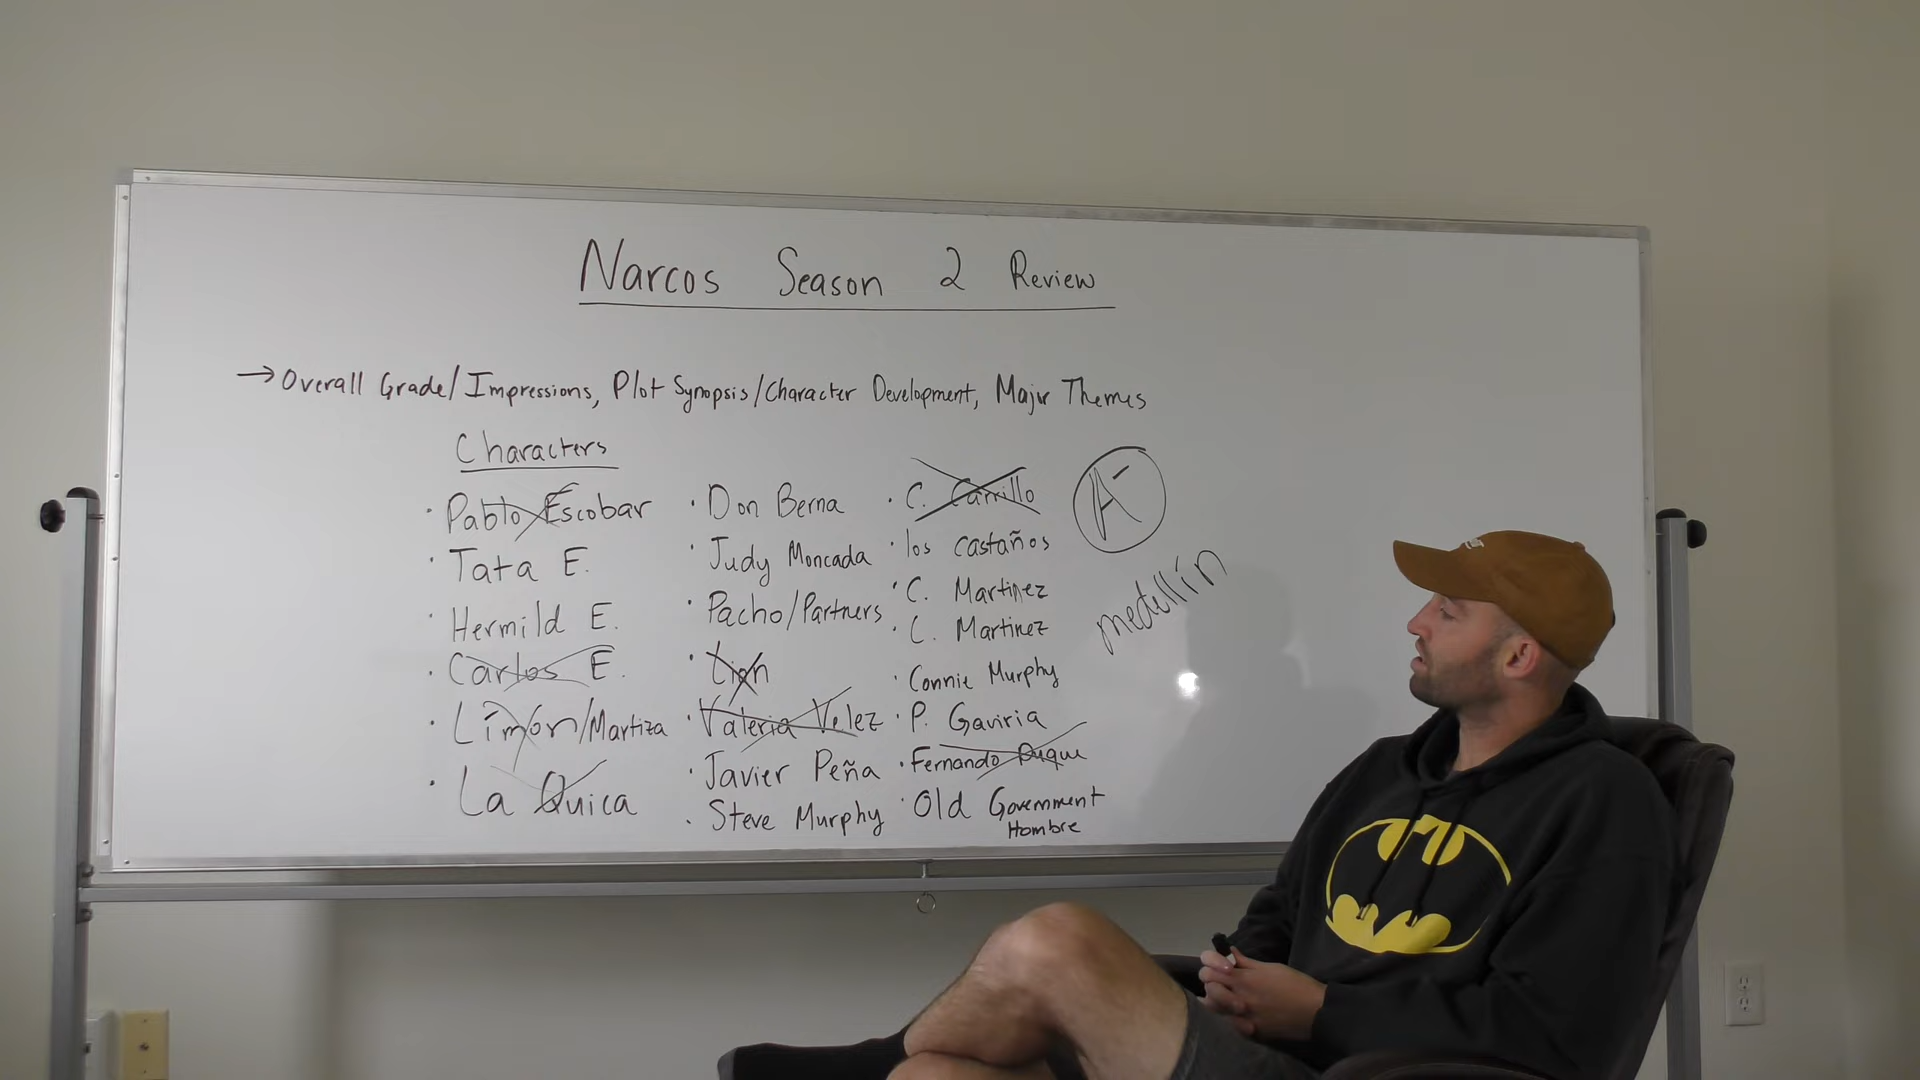 Narcos Season 2 Review
→ Overall Grade/Impressions, Plot Synopsis/Character Development, Major Themes
Characters
· Pablo Escobar
· Tata E.
· Hermild E.
· Carlos E.
· Limón/Martiza
· La Quica
· Don Berna
· Judy Moncada
· Pacho/Partners
· Lion
· Valeria Velez
· Javier Peña
· Steve Murphy
· C. Carrillo
· los castaños
· C. Martinez
· C. Martinez
· Connie Murphy
· P. Gaviria
· Fernando Duque
· Old Government
Hombre
A-
medellín